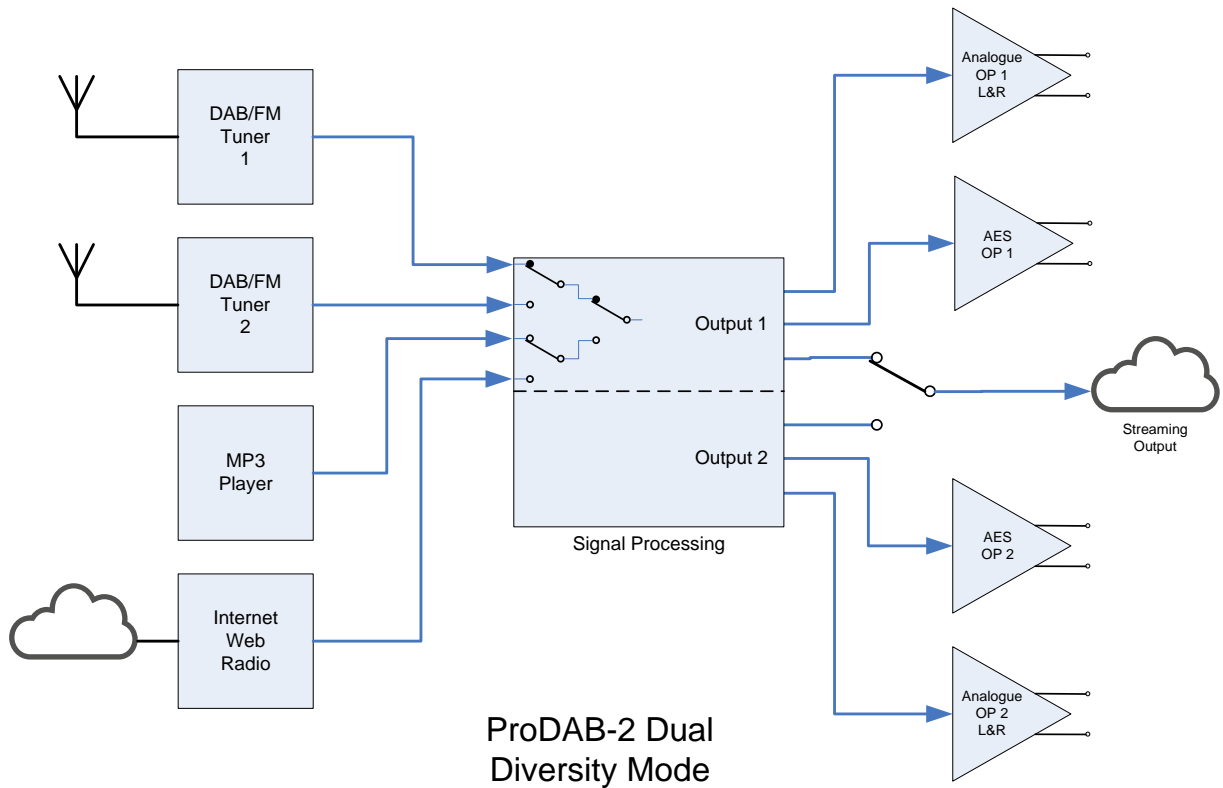 DAB/FM
Tuner
1
DAB/FM
Tuner
2
MP3
Player
Internet
Web
Radio
Output 1
Output 2
Signal Processing
Analogue
OP 1
L&R
AES
OP 1
Streaming
Output
AES
OP 2
Analogue
OP 2
L&R
ProDAB-2 Dual
Diversity Mode